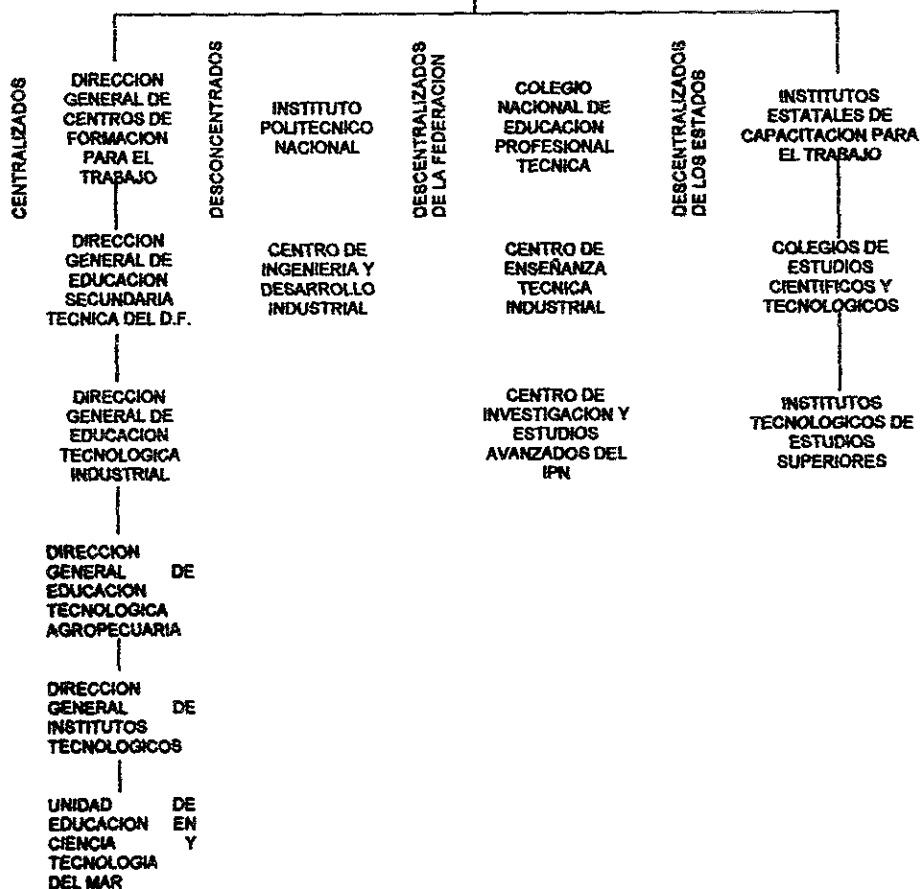 CENTRALIZADOS
DIRECCION
GENERAL DE
CENTROS DE
FORMACION
PARA EL
TRABAJO
DIRECCION
GENERAL DE
EDUCACION
SECUNDARIA
TECNICA DEL D.F.
DIRECCION
GENERAL DE
EDUCACION
TECNOLOGICA
INDUSTRIAL
DIRECCION
GENERAL DE
EDUCACION
TECNOLOGICA
AGROPECUARIA
DIRECCION
GENERAL DE
INSTITUTOS
TECNOLOGICOS
UNIDAD DE
EDUCACION EN
CIENCIA Y
TECNOLOGIA
DEL MAR
DESCONCENTRADOS
INSTITUTO
POLITECNICO
NACIONAL
CENTRO DE
INGENIERIA Y
DESARROLLO
INDUSTRIAL
DESCENTRALIZADOS
DE LA FEDERACION
COLEGIO
NACIONAL DE
EDUCACION
PROFESIONAL
TECNICA
CENTRO DE
ENSEÑANZA
TECNICA
INDUSTRIAL
CENTRO DE
INVESTIGACION Y
ESTUDIOS
AVANZADOS DEL
IPN
DESCENTRALIZADOS
DE LOS ESTADOS
INSTITUTOS
ESTATALES DE
CAPACITACION PARA
EL TRABAJO
COLEGIOS DE
ESTUDIOS
CIENTIFICOS Y
TECNOLOGICOS
INSTITUTOS
TECNOLOGICOS DE
ESTUDIOS
SUPERIORES